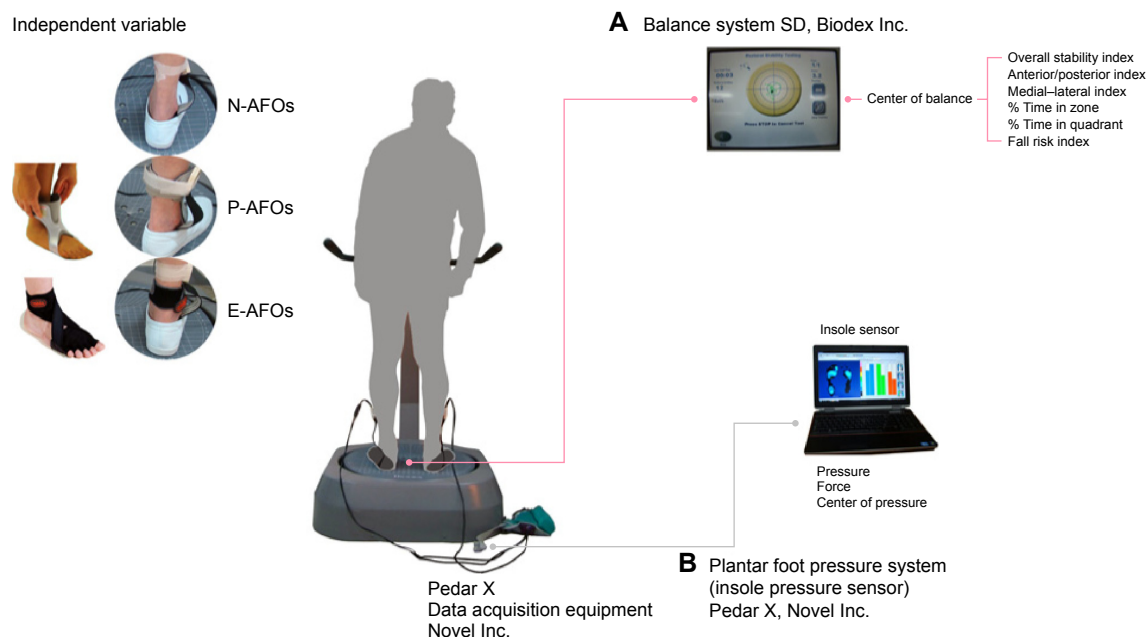 Independent variable
N-AFOs
P-AFOs
E-AFOs
A Balance system SD, Biodex Inc.
Center of balance
Overall stability index
Anterior/posterior index
Medial–lateral index
% Time in zone
% Time in quadrant
Fall risk index
Insole sensor
Pressure
Force
Center of pressure
B Plantar foot pressure system
(insole pressure sensor)
Pedar X, Novel Inc.
Pedar X
Data acquisition equipment
Novel Inc.